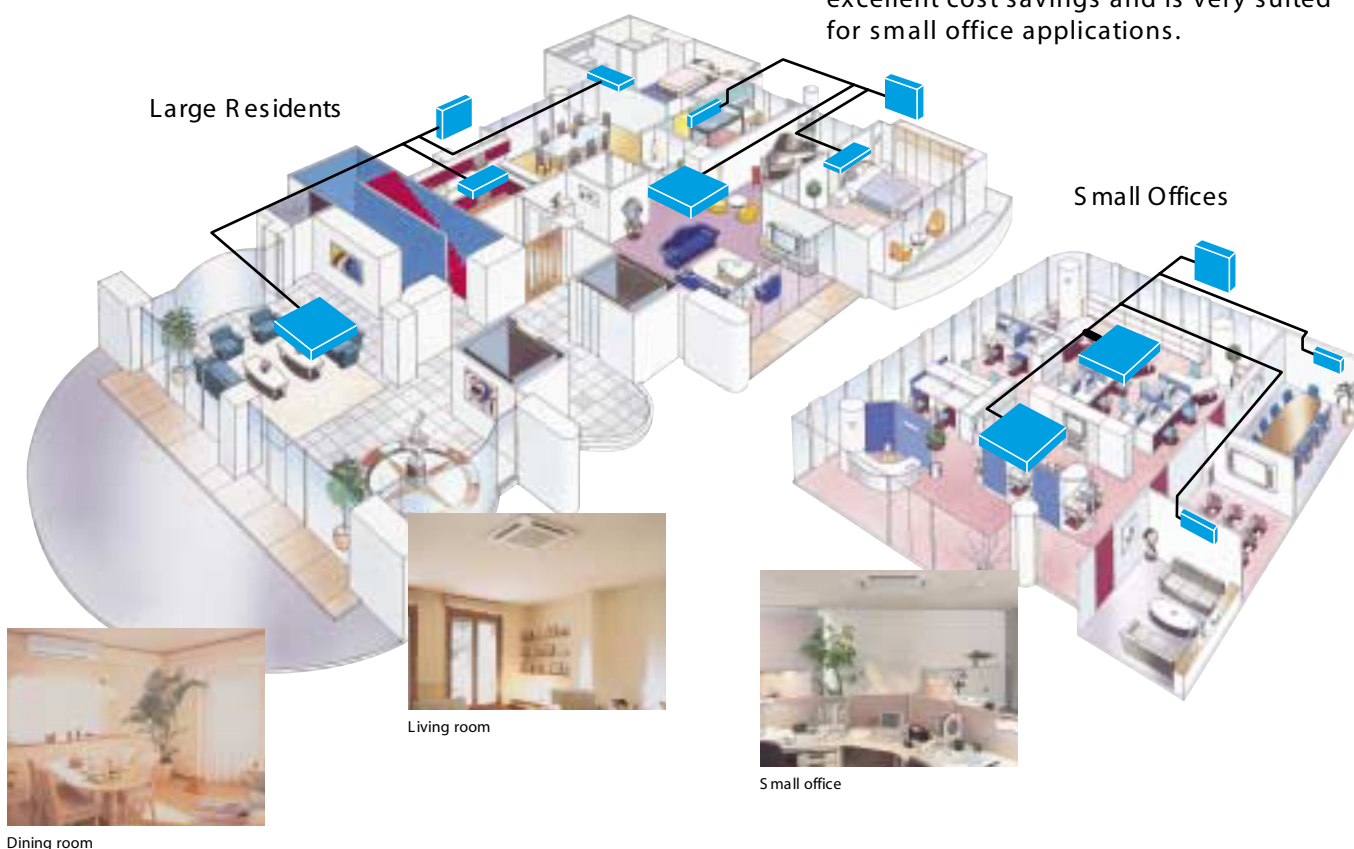 excellent cost savings and is very suited
for small office applications.
Large Residents
Small Offices
Living room
Small office
Dining room